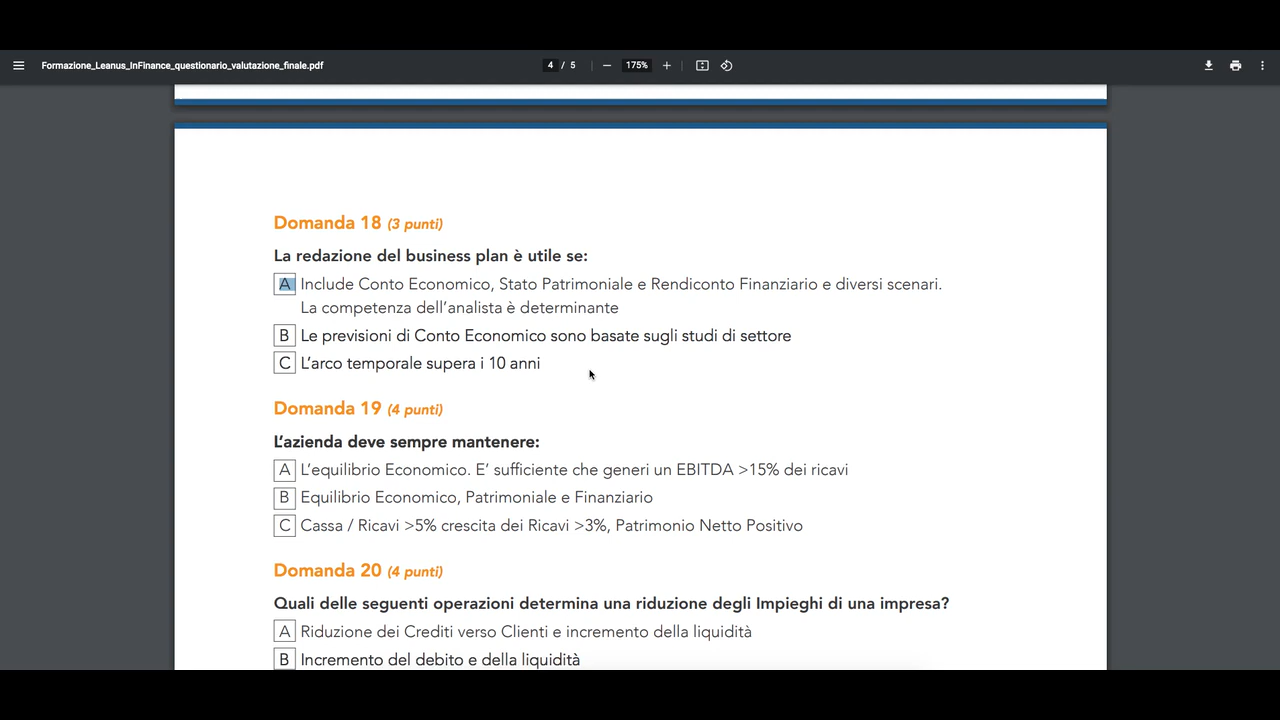 Formazione_Leanus_InFinance_questionario_valutazione_finale.pdf
4 / 5
175%
Domanda 18 (3 punti)
La redazione del business plan è utile se:
A Include Conto Economico, Stato Patrimoniale e Rendiconto Finanziario e diversi scenari.
La competenza dell'analista è determinante
B Le previsioni di Conto Economico sono basate sugli studi di settore
C L'arco temporale supera i 10 anni
Domanda 19 (4 punti)
L'azienda deve sempre mantenere:
A L'equilibrio Economico. E' sufficiente che generi un EBITDA >15% dei ricavi
B Equilibrio Economico, Patrimoniale e Finanziario
C Cassa / Ricavi >5% crescita dei Ricavi >3%, Patrimonio Netto Positivo
Domanda 20 (4 punti)
Quali delle seguenti operazioni determina una riduzione degli Impieghi di una impresa?
A Riduzione dei Crediti verso Clienti e incremento della liquidità
B Incremento del debito e della liquidità